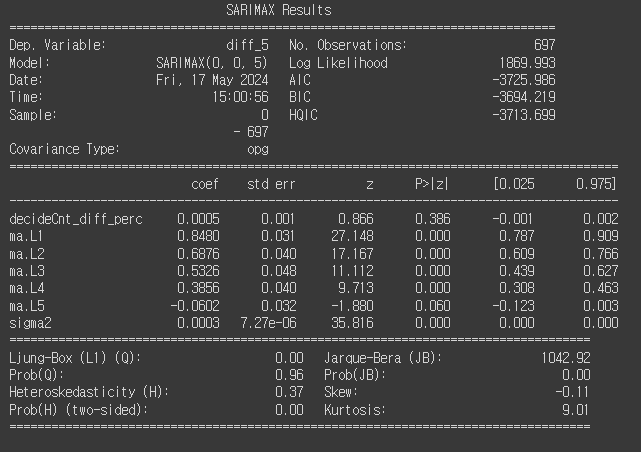 SARIMAX Results
==============================================================================
Dep. Variable: diff_5 No. Observations: 697
Model: SARIMAX(0, 0, 5) Log Likelihood 1869.993
Date: Fri, 17 May 2024 AIC -3725.986
Time: 15:00:56 BIC -3694.219
Sample: 0 HQIC -3713.699
- 697
Covariance Type: opg
=======================================================================================
coef std err z P>|z| [0.025 0.975]
---------------------------------------------------------------------------------------
decideCnt_diff_perc 0.0005 0.001 0.866 0.386 -0.001 0.002
ma.L1 0.8480 0.031 27.148 0.000 0.787 0.909
ma.L2 0.6876 0.040 17.167 0.000 0.609 0.766
ma.L3 0.5326 0.048 11.112 0.000 0.439 0.627
ma.L4 0.3856 0.040 9.713 0.000 0.308 0.463
ma.L5 -0.0602 0.032 -1.880 0.060 -0.123 0.003
sigma2 0.0003 7.27e-06 35.816 0.000 0.000 0.000
===================================================================================
Ljung-Box (L1) (Q): 0.00 Jarque-Bera (JB): 1042.92
Prob(Q): 0.96 Prob(JB): 0.00
Heteroskedasticity (H): 0.37 Skew: -0.11
Prob(H) (two-sided): 0.00 Kurtosis: 9.01
===================================================================================